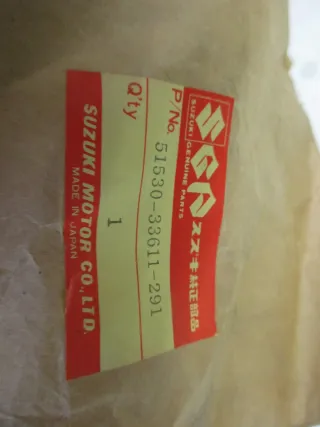 SGP スズキ純正部品
SUZUKI GENUINE PARTS
P/No. 51530-33611-291
Q'ty 1
SUZUKI MOTOR CO., LTD.
MADE IN JAPAN